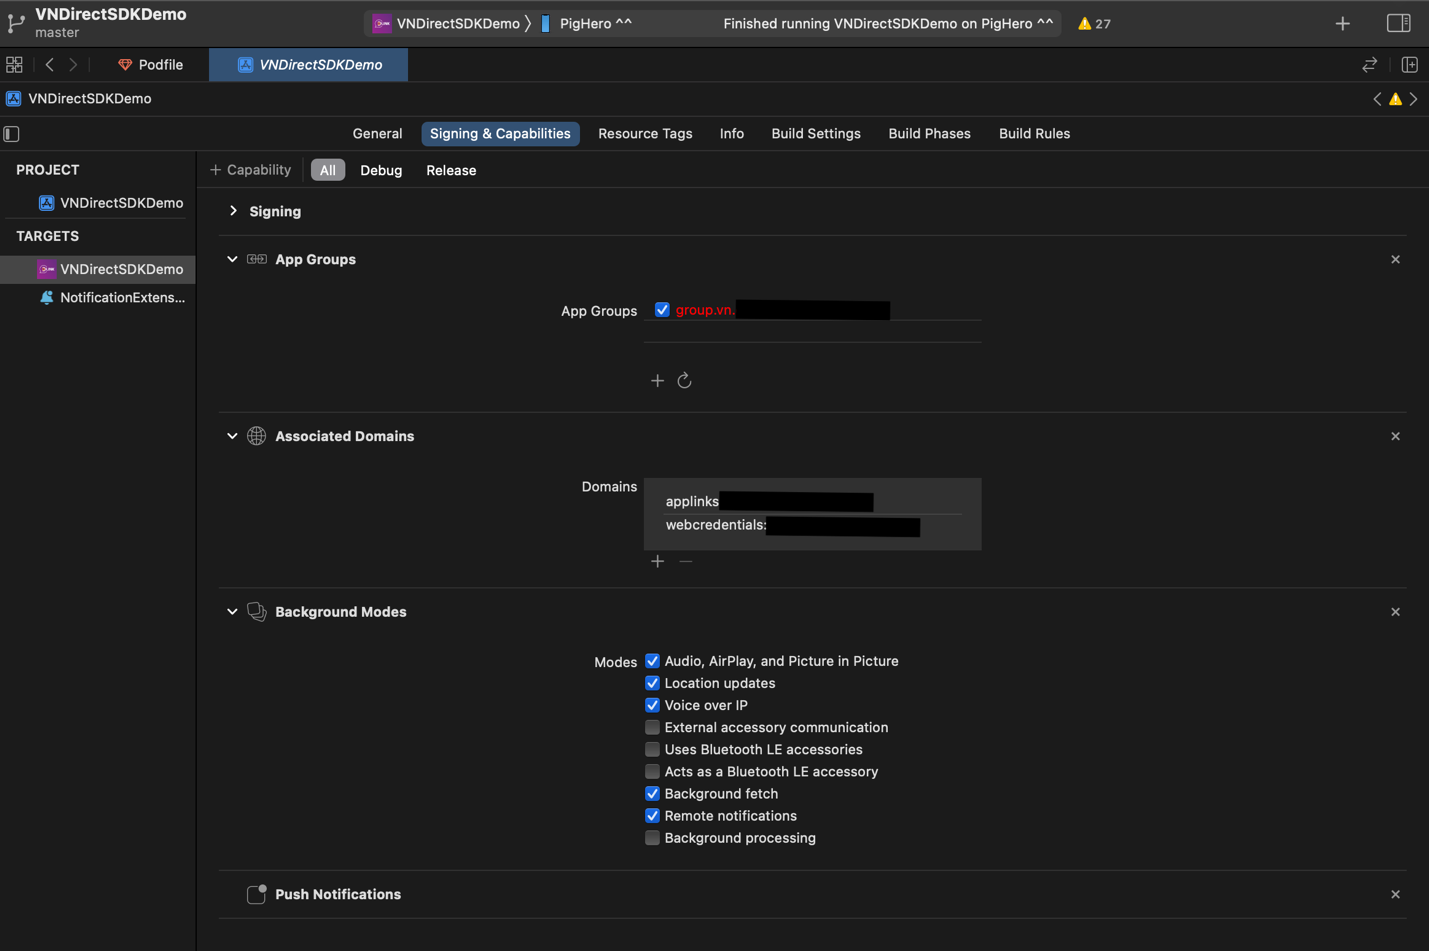 VNDirectSDKDemo
master
VNDirectSDKDemo
PigHero ^^
Finished running VNDirectSDKDemo on PigHero ^^
27
Podfile
VNDirectSDKDemo
VNDirectSDKDemo
General
Signing & Capabilities
Resource Tags
Info
Build Settings
Build Phases
Build Rules
PROJECT
VNDirectSDKDemo
TARGETS
VNDirectSDKDemo
NotificationExtens...
+ Capability
All
Debug
Release
Signing
App Groups
App Groups
group.vn.
Associated Domains
Domains
applinks
webcredentials:
Background Modes
Modes
Audio, AirPlay, and Picture in Picture
Location updates
Voice over IP
External accessory communication
Uses Bluetooth LE accessories
Acts as a Bluetooth LE accessory
Background fetch
Remote notifications
Background processing
Push Notifications